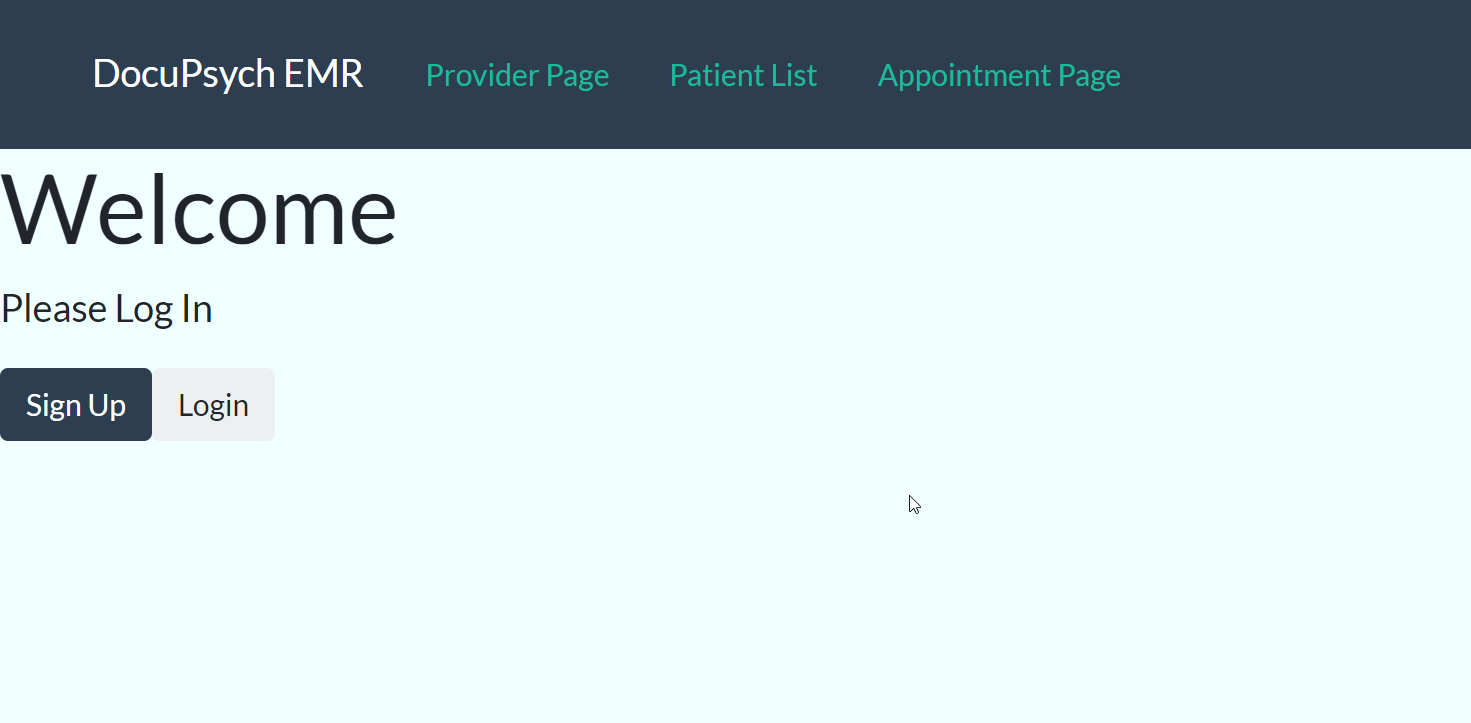 DocuPsych EMR Provider Page Patient List Appointment Page
Welcome
Please Log In
Sign Up Login